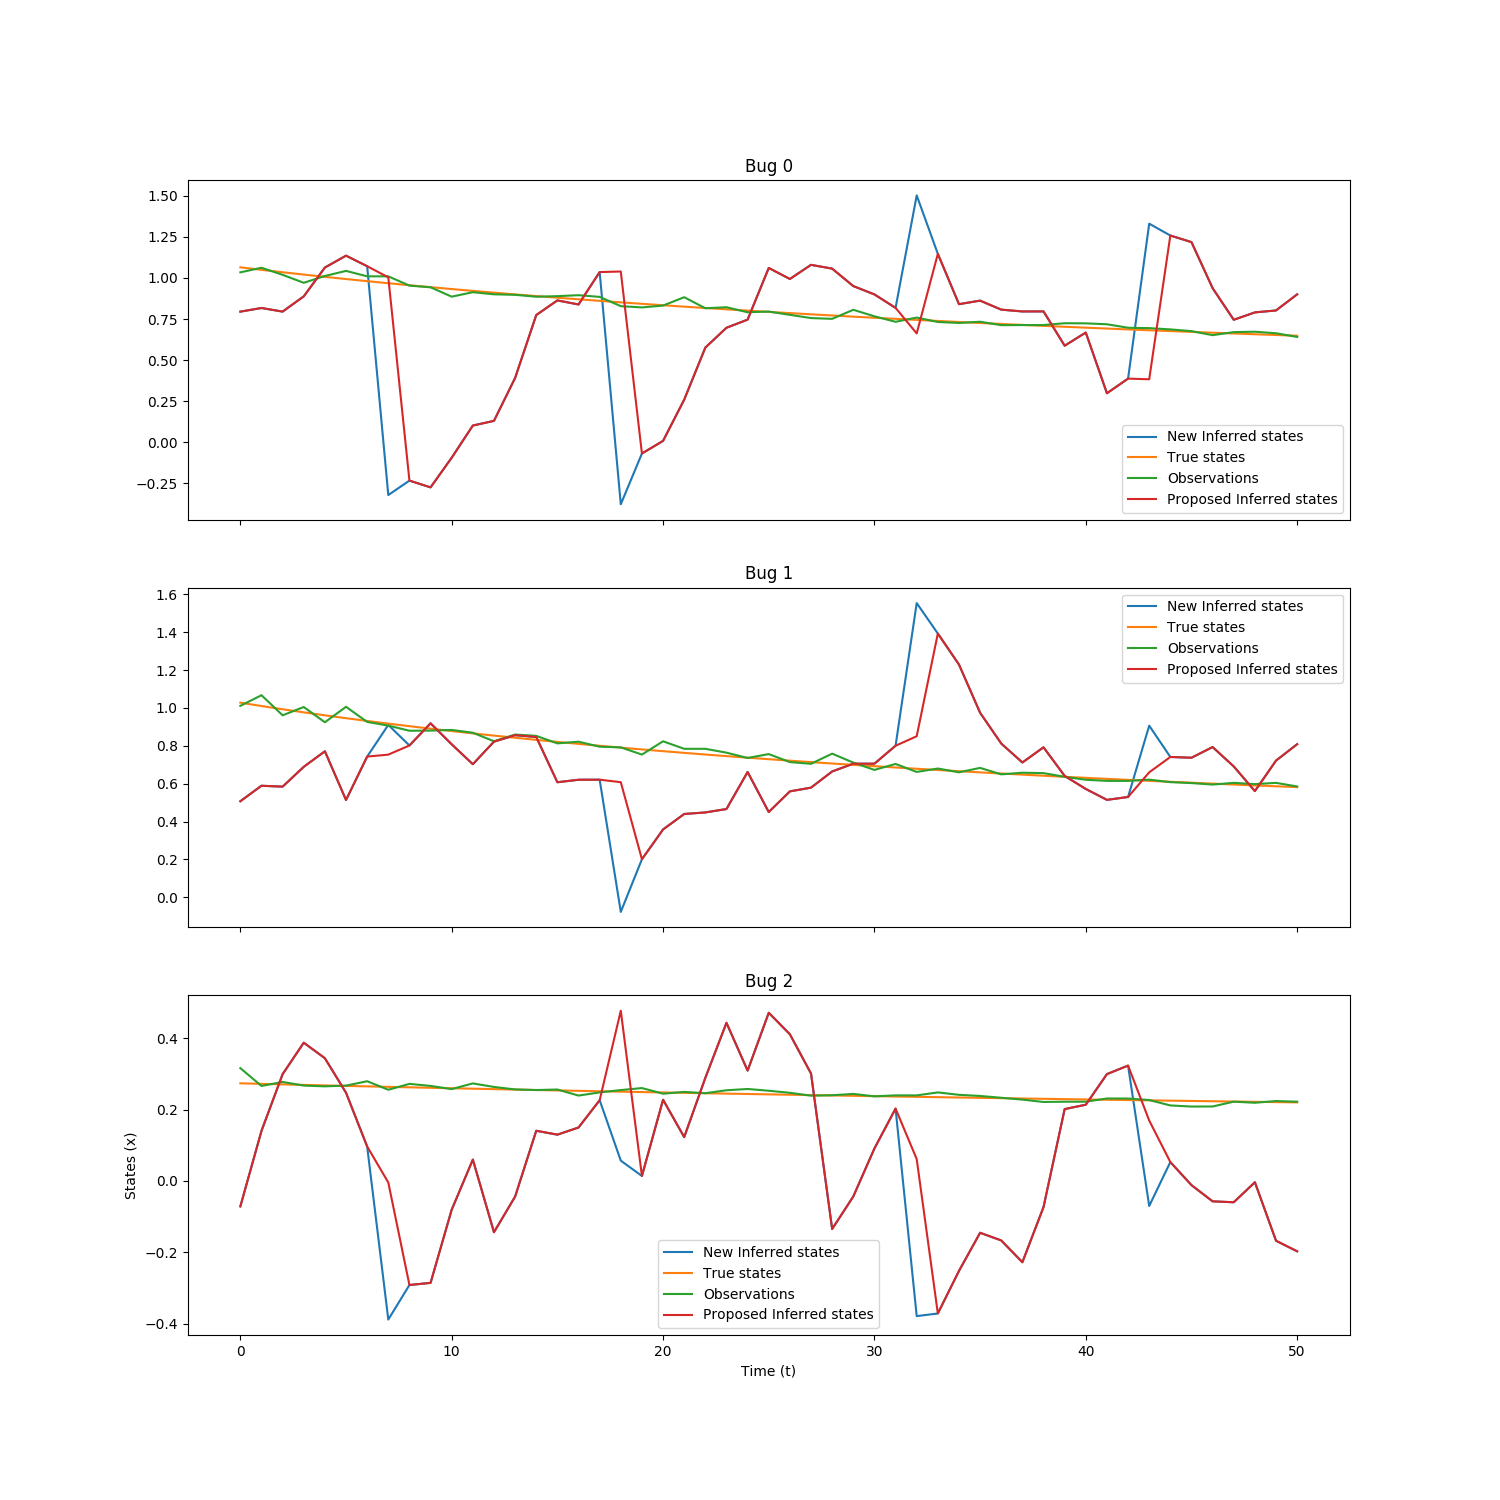 Bug 0
1.50
1.25
1.00
0.75
0.50
0.25
0.00
−0.25
New Inferred states
True states
Observations
Proposed Inferred states
Bug 1
1.6
1.4
1.2
1.0
0.8
0.6
0.4
0.2
0.0
New Inferred states
True states
Observations
Proposed Inferred states
Bug 2
States (x)
0.4
0.2
0.0
−0.2
−0.4
New Inferred states
True states
Observations
Proposed Inferred states
0 10 20 30 40 50
Time (t)